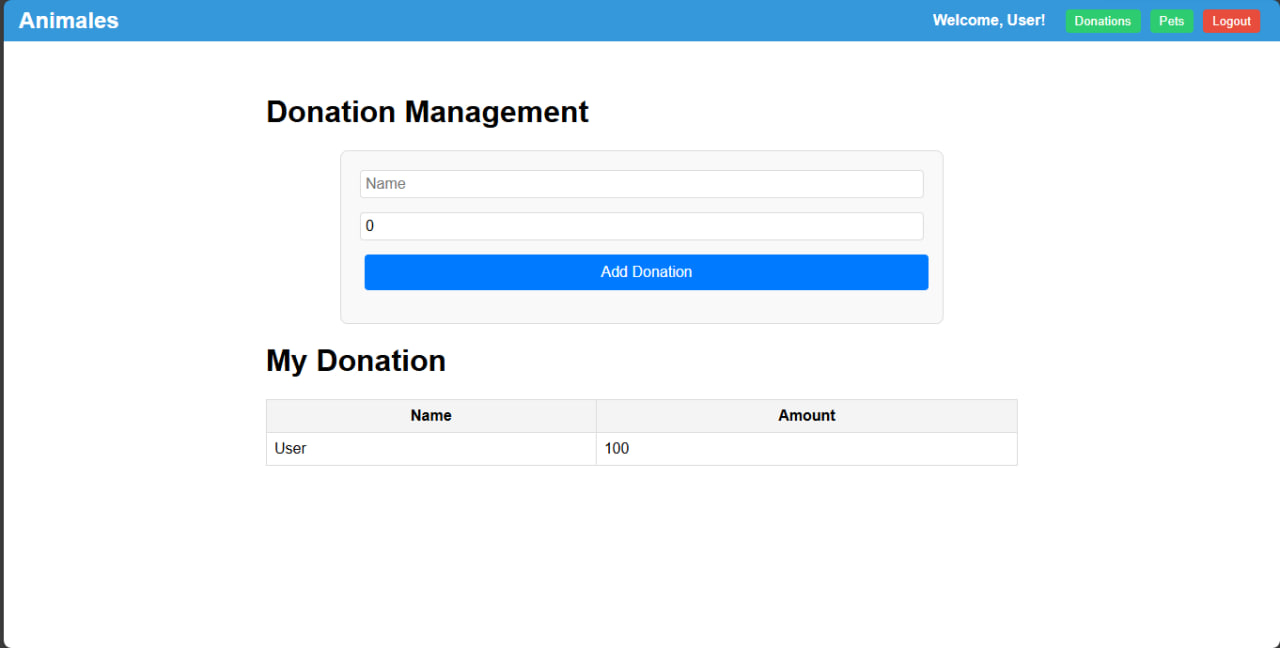 Animales Welcome, User! Donations Pets Logout
Donation Management
Name
0
Add Donation
My Donation
Name Amount
User 100